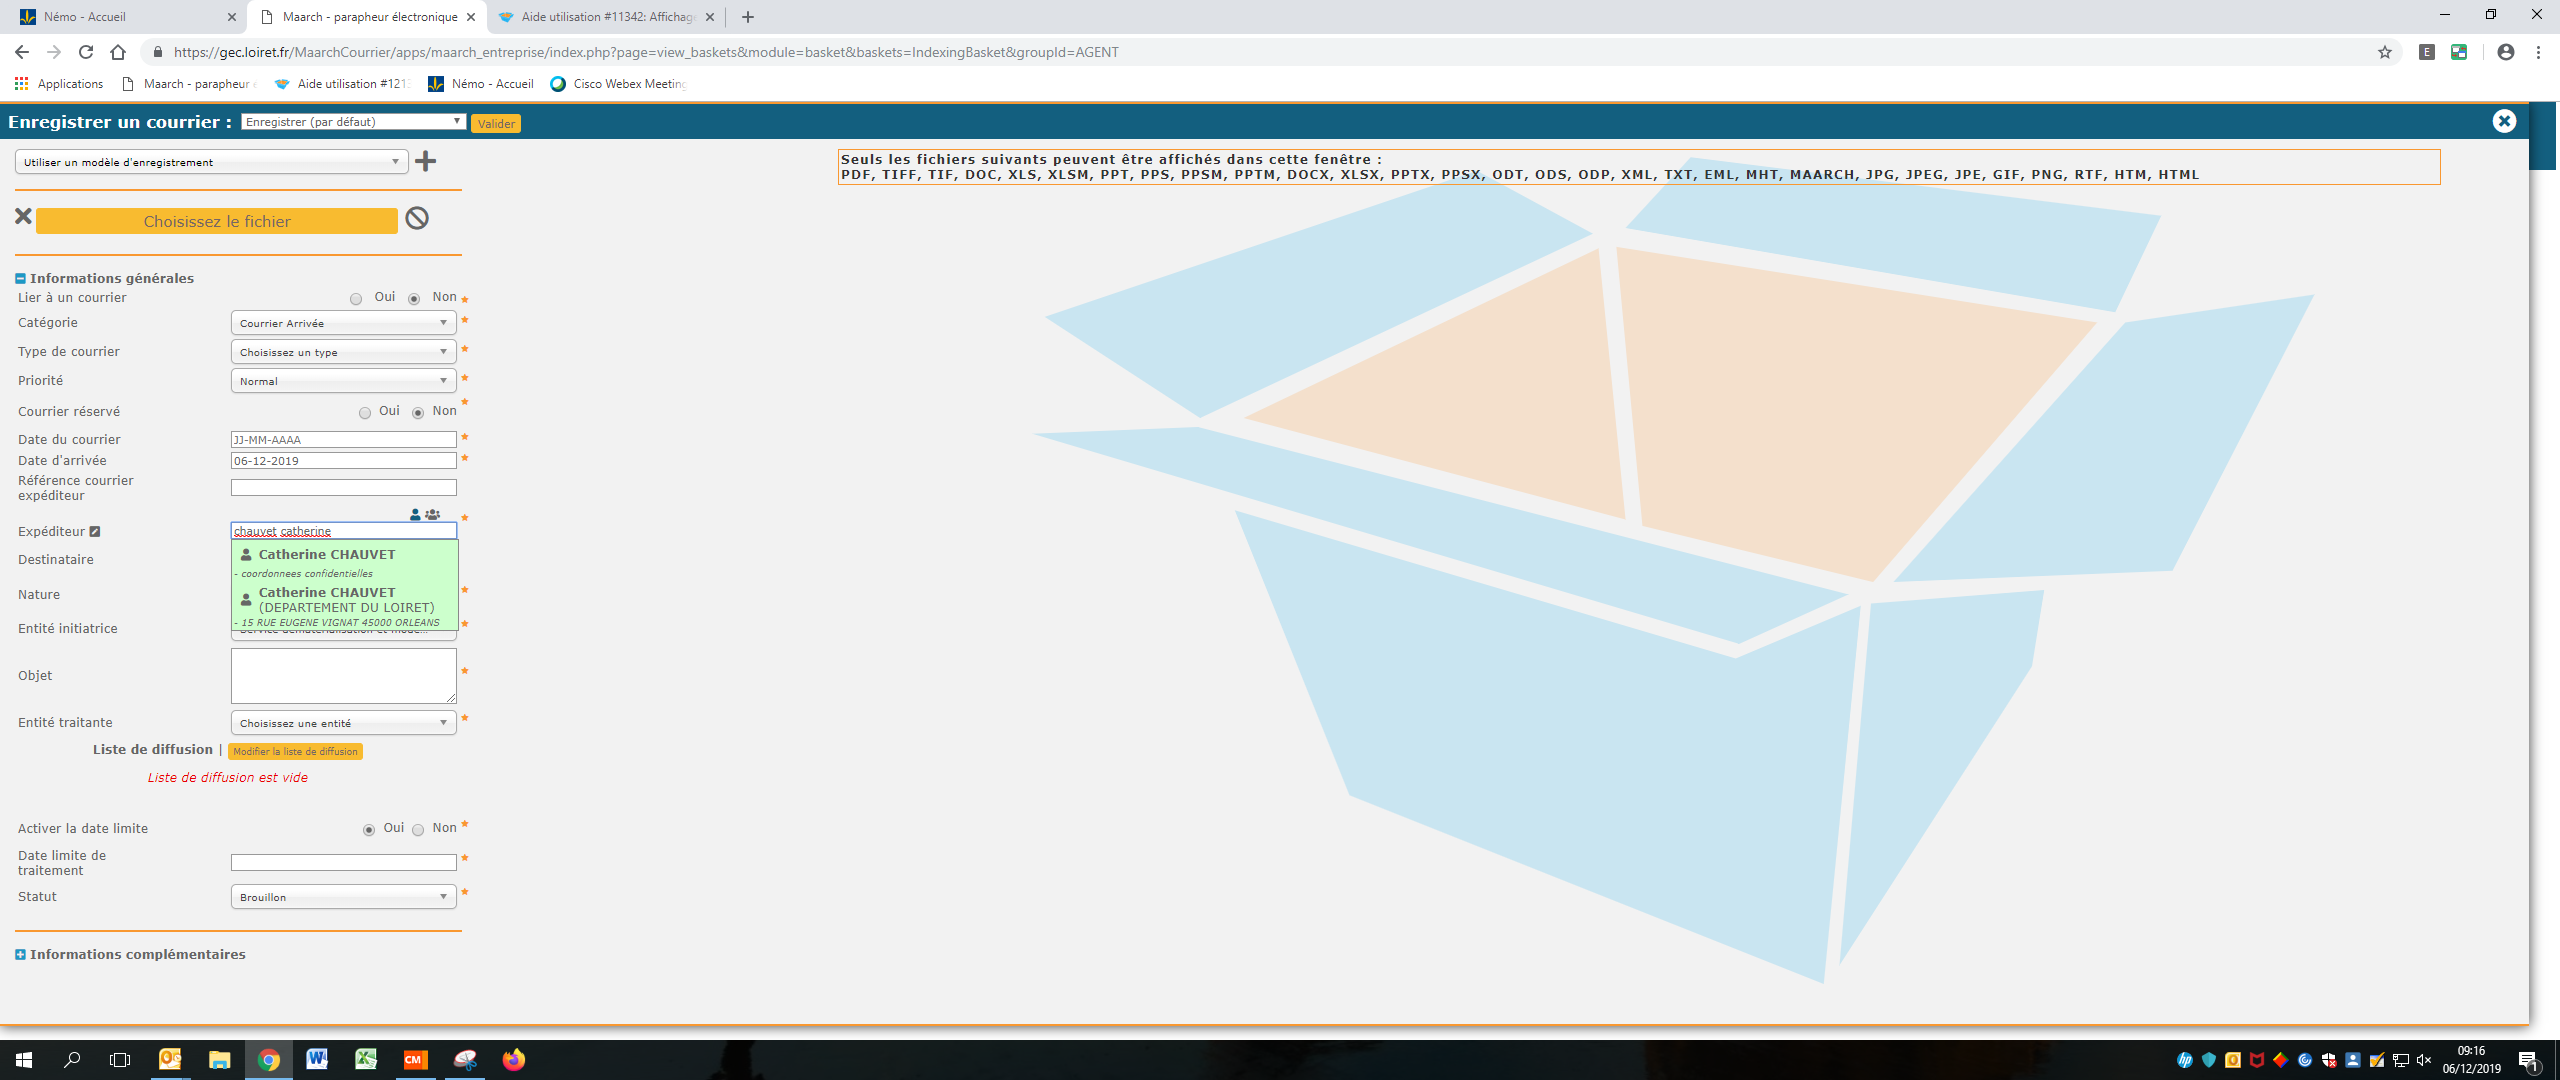 Némo - Accueil
Maarch - parapheur électronique
Aide utilisation #11342: Affichage
https://gec.loiret.fr/MaarchCourrier/apps/maarch_entreprise/index.php?page=view_baskets&module=basket&baskets=IndexingBasket&groupId=AGENT
E
Applications
Maarch - parapheur
Aide utilisation #121
Némo - Accueil
Cisco Webex Meeting
Enregistrer un courrier :
Enregistrer (par défaut)
Valider
Utiliser un modèle d'enregistrement
Seuls les fichiers suivants peuvent être affichés dans cette fenêtre :
PDF, TIFF, TIF, DOC, XLS, XLSM, PPT, PPS, PPSM, PPTM, DOCX, XLSX, PPTX, PPSX, ODT, ODS, ODP, XML, TXT, EML, MHT, MAARCH, JPG, JPEG, JPE, GIF, PNG, RTF, HTM, HTML
Choisissez le fichier
Informations générales
Lier à un courrier
Oui
Non
Catégorie
Courrier Arrivée
Type de courrier
Choisissez un type
Priorité
Normal
Courrier réservé
Oui
Non
Date du courrier
JJ-MM-AAAA
Date d'arrivée
06-12-2019
Référence courrier
expéditeur
Expéditeur
chauvet catherine
Catherine CHAUVET
- coordonnees confidentielles
Catherine CHAUVET
(DEPARTEMENT DU LOIRET)
- 15 RUE EUGENE VIGNAT 45000 ORLEANS
Destinataire
Nature
Entité initiatrice
Objet
Entité traitante
Choisissez une entité
Liste de diffusion |
Modifier la liste de diffusion
Liste de diffusion est vide
Activer la date limite
Oui
Non
Date limite de
traitement
Statut
Brouillon
Informations complémentaires
CM
09:16
06/12/2019
1